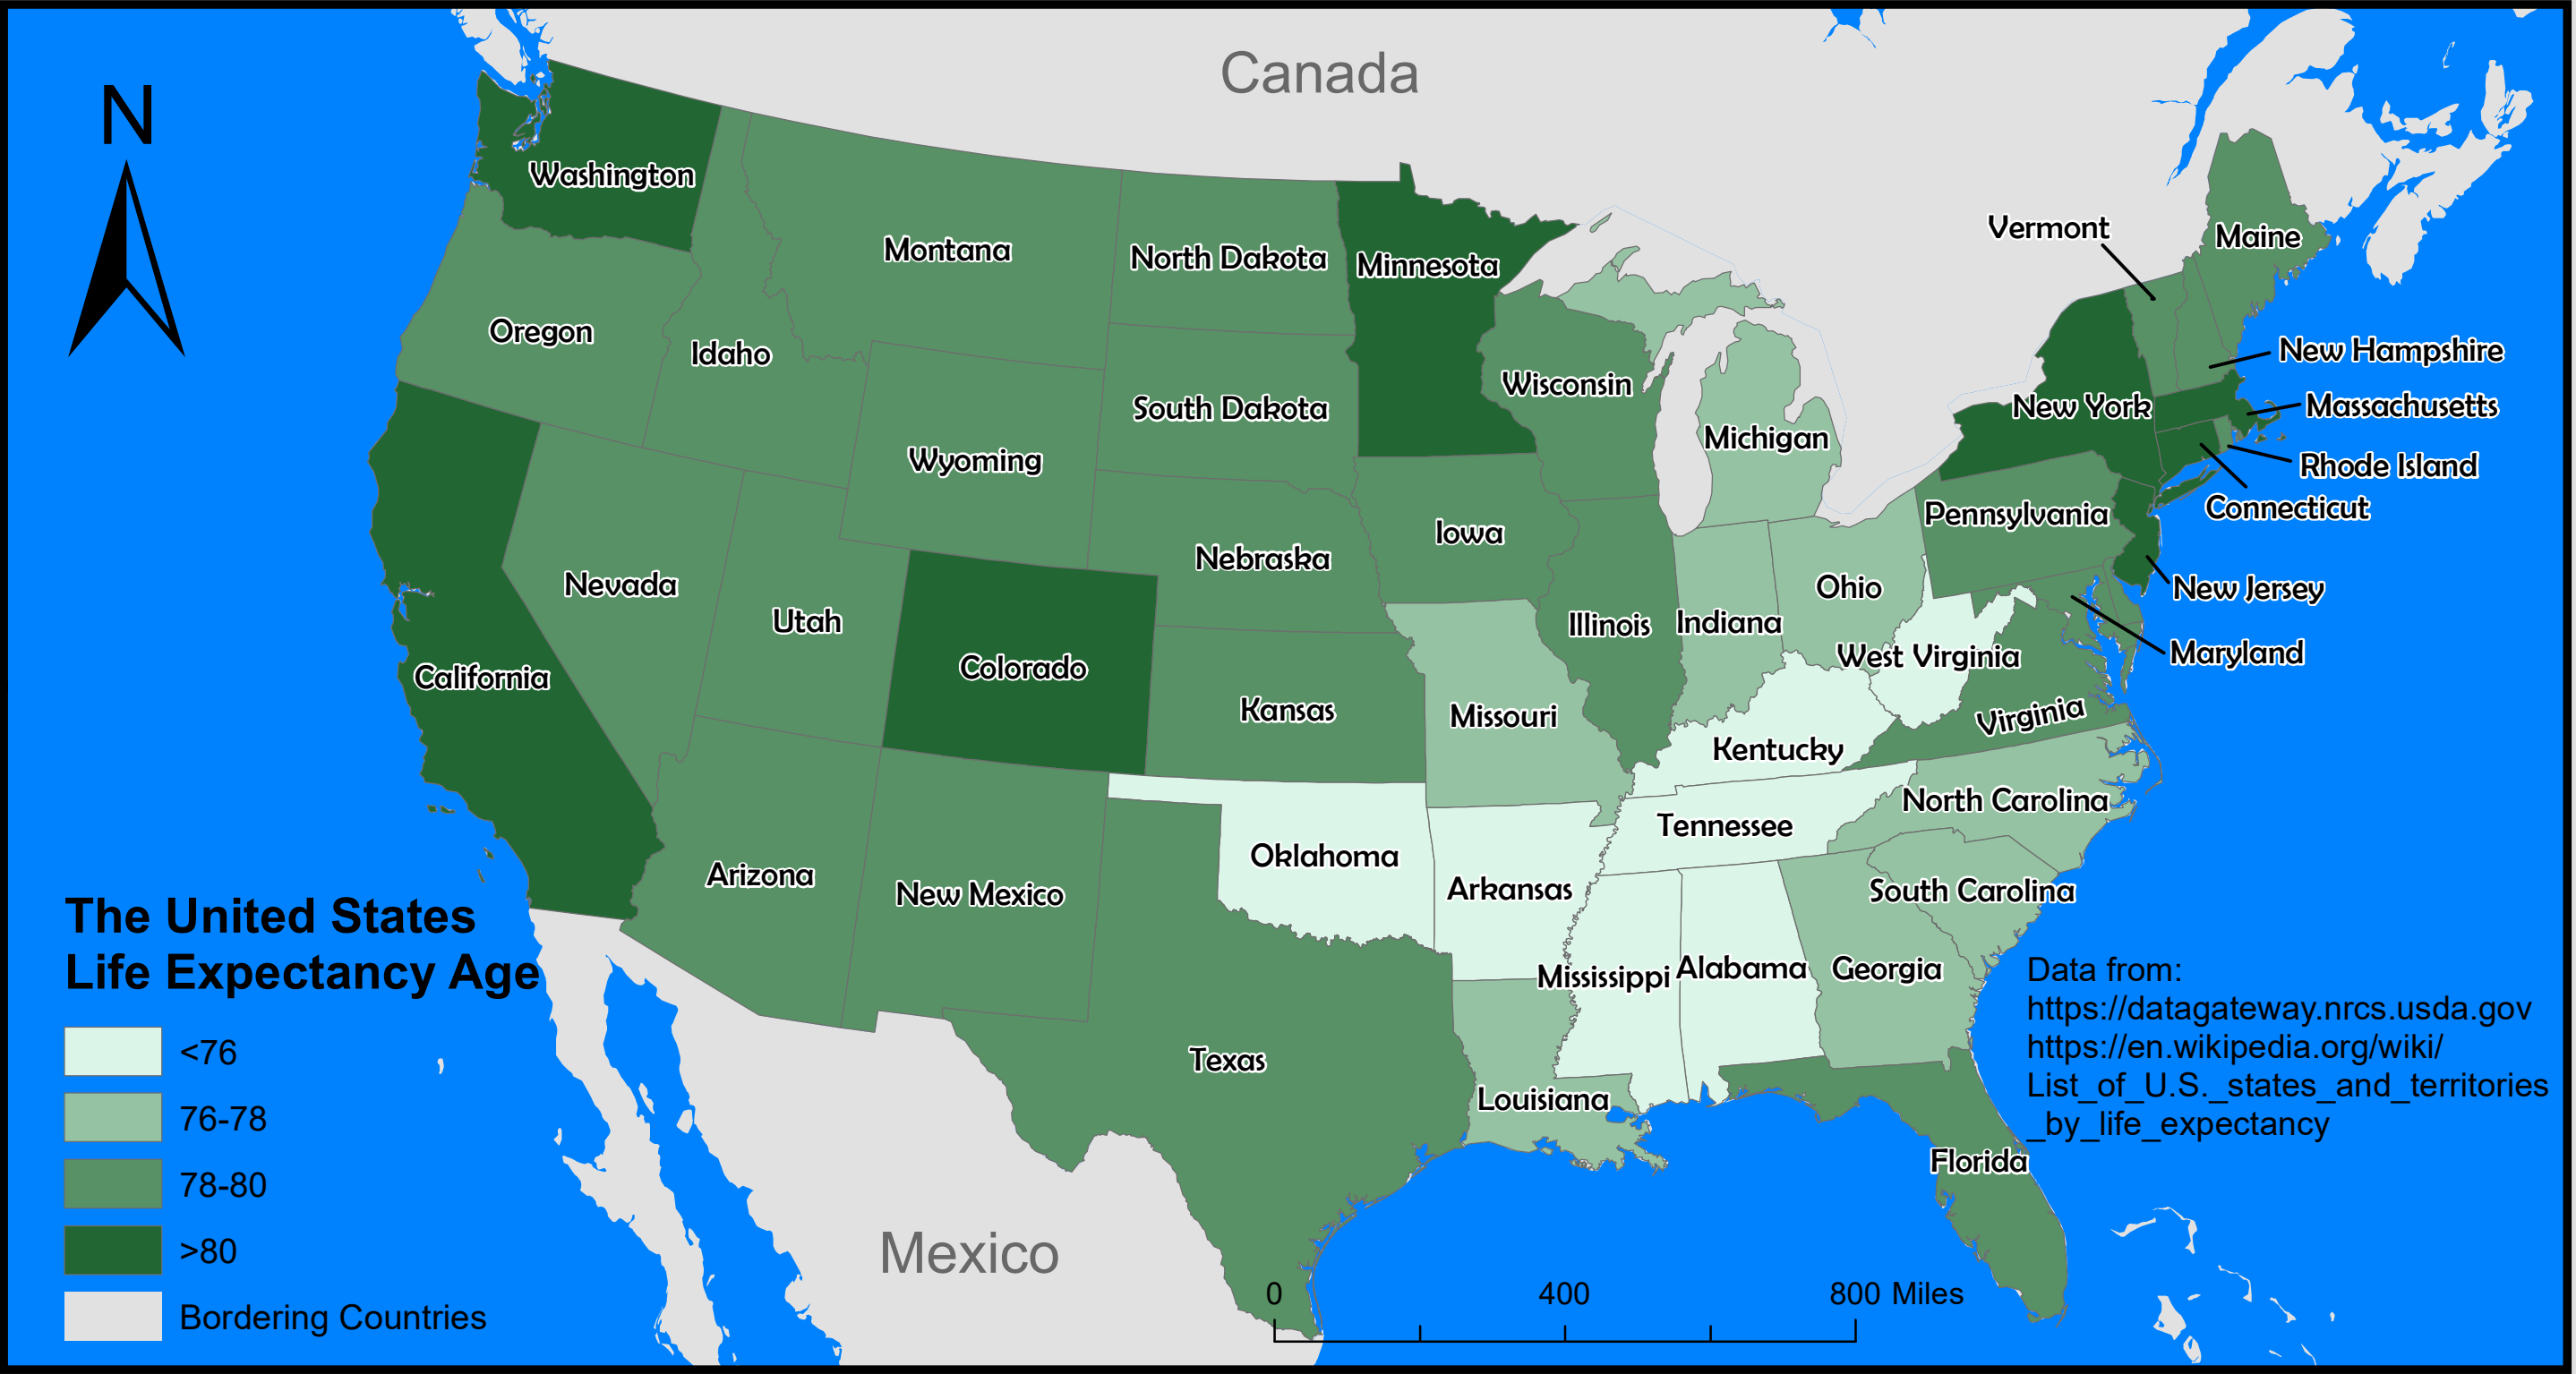 Canada
N
Washington
Montana
North Dakota
Minnesota
Vermont
Maine
Oregon
Idaho
New Hampshire
Wisconsin
South Dakota
New York
Massachusetts
Michigan
Wyoming
Rhode Island
Connecticut
Pennsylvania
Iowa
Nebraska
Nevada
Ohio
New Jersey
Utah
Illinois
Indiana
West Virginia
Maryland
Colorado
California
Kansas
Missouri
Virginia
Kentucky
North Carolina
Tennessee
Oklahoma
Arizona
New Mexico
Arkansas
South Carolina
Mississippi
Alabama
Georgia
Texas
Louisiana
Florida
Mexico
The United States
Life Expectancy Age
<76
76-78
78-80
>80
Bordering Countries
Data from:
https://datagateway.nrcs.usda.gov
https://en.wikipedia.org/wiki/
List_of_U.S._states_and_territories
_by_life_expectancy
0 400 800 Miles